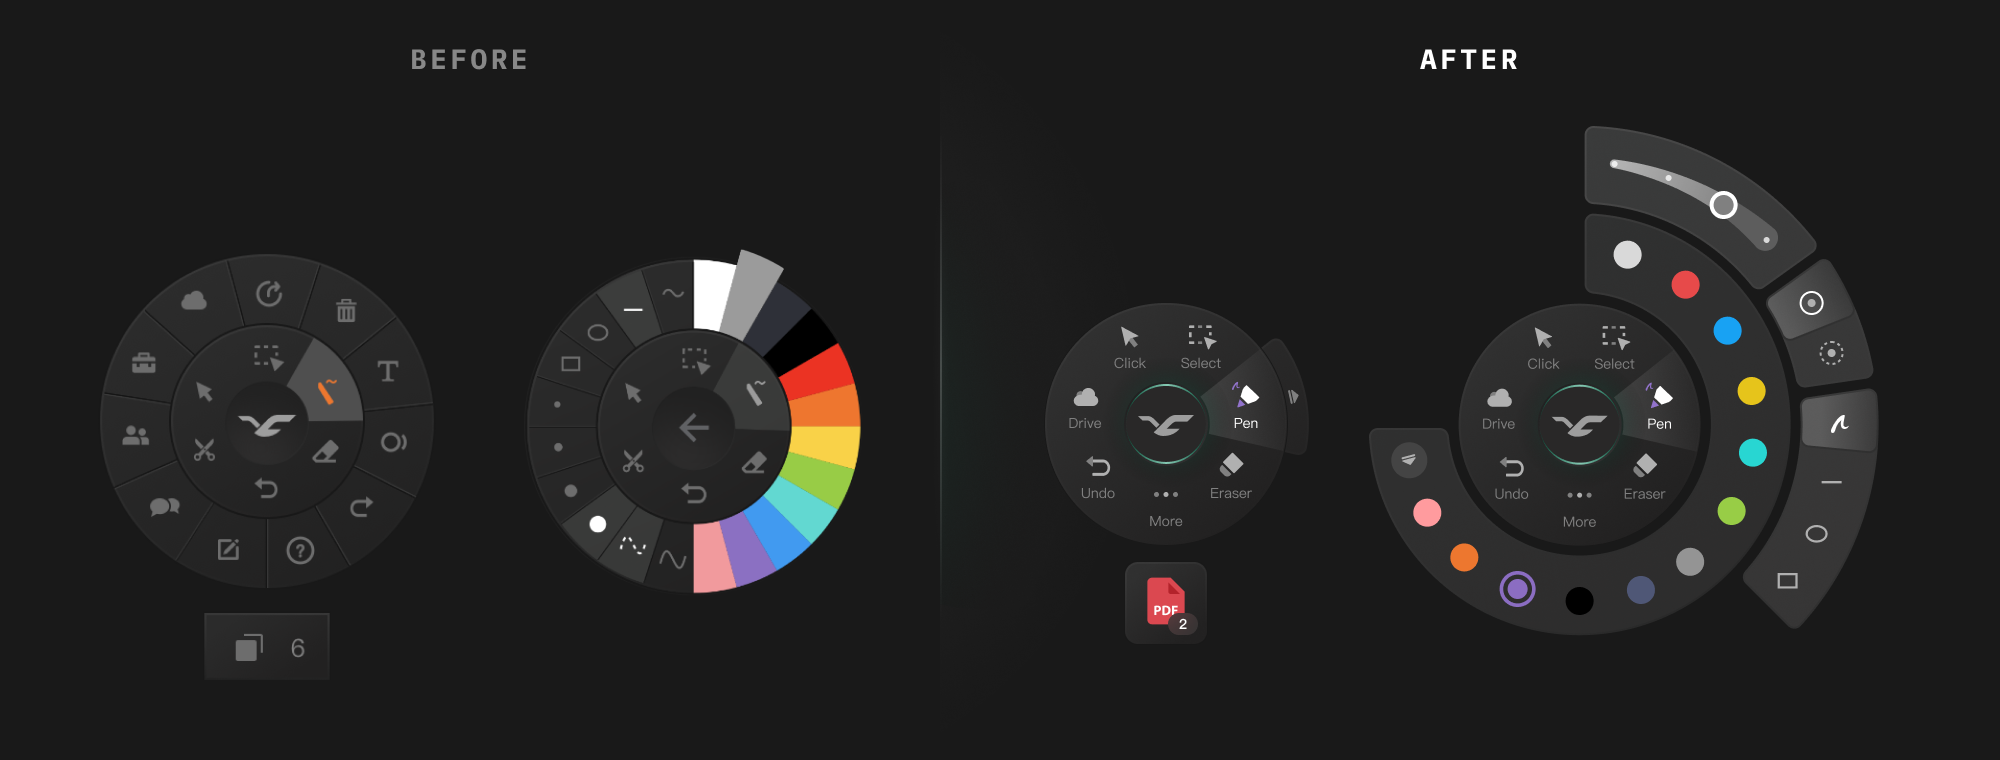 BEFORE
AFTER
T
?
6
Click
Select
Drive
Pen
Undo
Eraser
More
PDF
2
Click
Select
Drive
Pen
Undo
Eraser
More